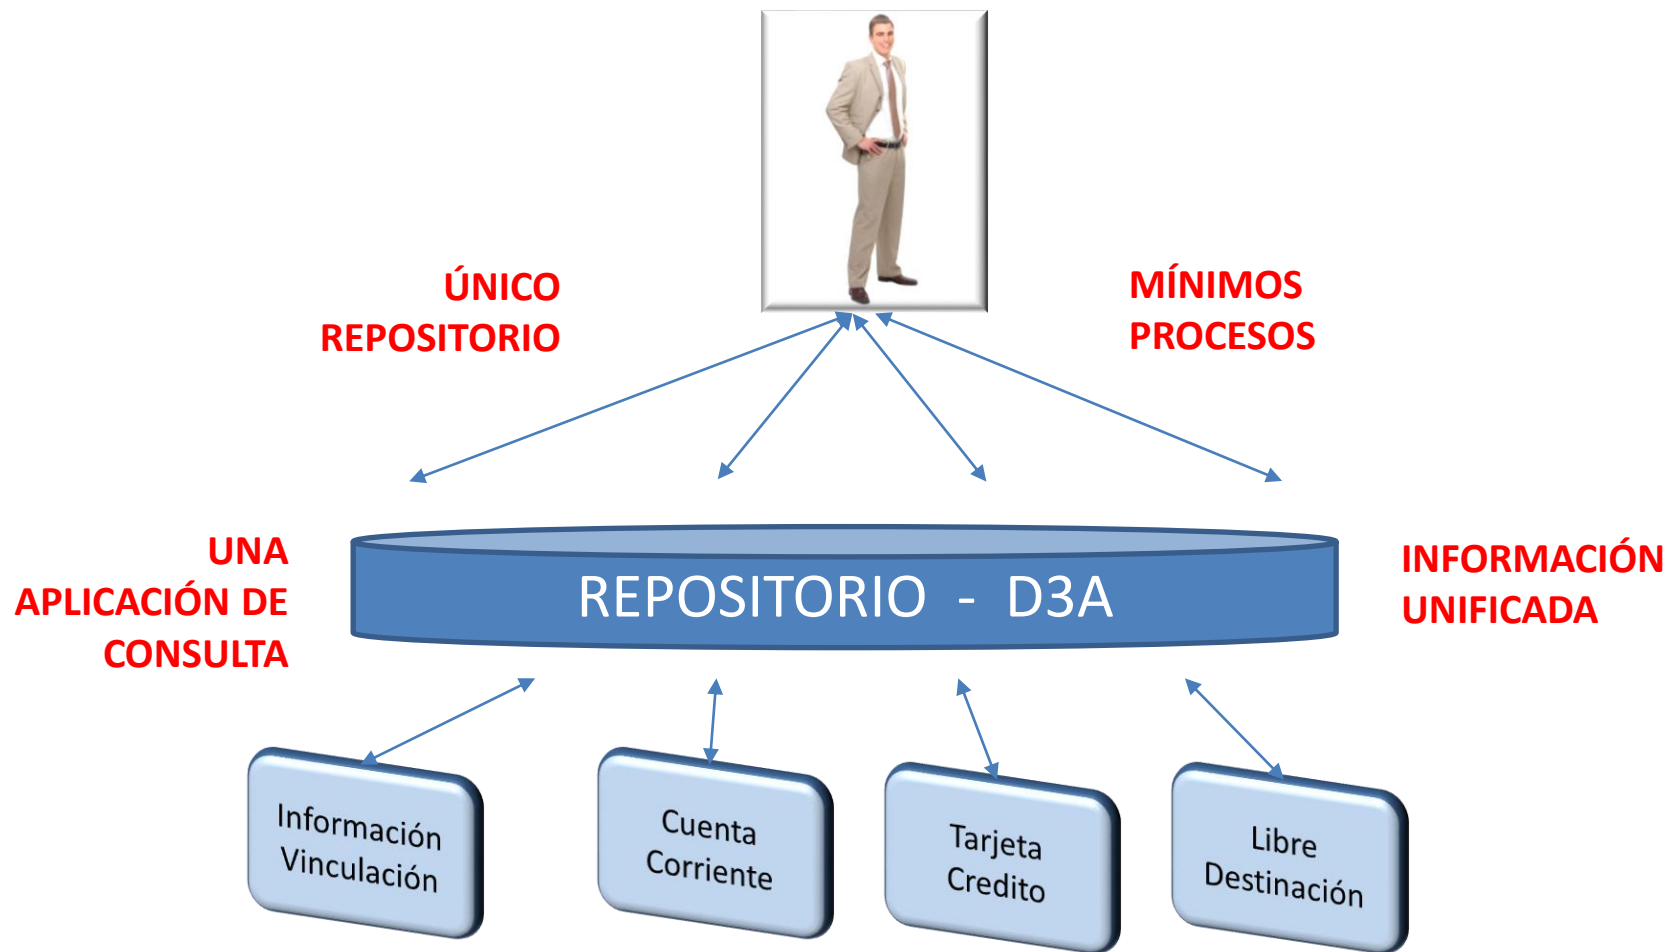 ÚNICO
REPOSITORIO
MÍNIMOS
PROCESOS
UNA
APLICACIÓN DE
CONSULTA
REPOSITORIO - D3A
INFORMACIÓN
UNIFICADA
Información
Vinculación
Cuenta
Corriente
Tarjeta
Credito
Libre
Destinación